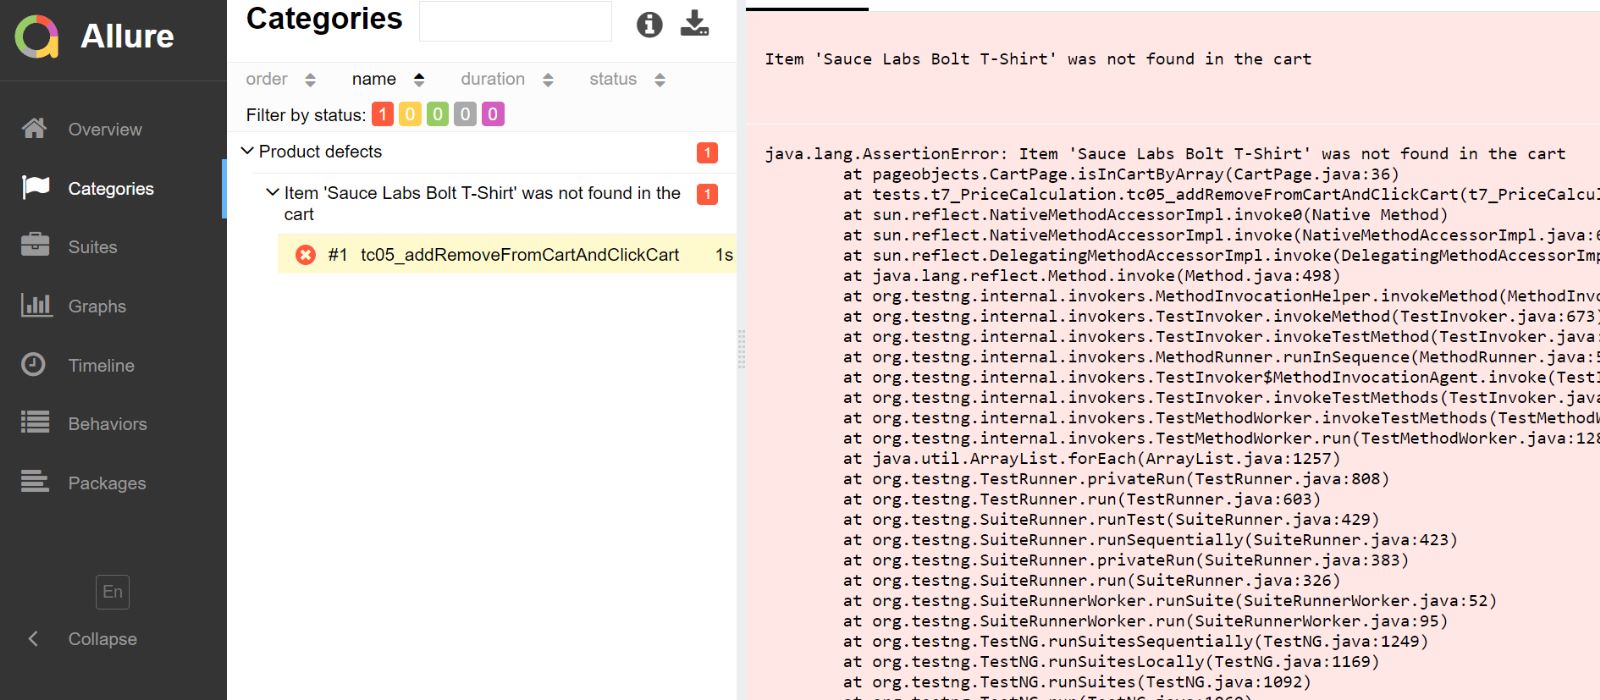 Allure
Overview
Categories
Suites
Graphs
Timeline
Behaviors
Packages
En
Collapse
Categories
order name duration status
Filter by status: 1 0 0 0 0
Product defects 1
Item 'Sauce Labs Bolt T-Shirt' was not found in the 1
cart
#1 tc05_addRemoveFromCartAndClickCart 1s
Item 'Sauce Labs Bolt T-Shirt' was not found in the cart
java.lang.AssertionError: Item 'Sauce Labs Bolt T-Shirt' was not found in the cart
at pageobjects.CartPage.isInCartByArray(CartPage.java:36)
at tests.t7_PriceCalculation.tc05_addRemoveFromCartAndClickCart(t7_PriceCalcul
at sun.reflect.NativeMethodAccessorImpl.invoke0(Native Method)
at sun.reflect.NativeMethodAccessorImpl.invoke(NativeMethodAccessorImpl.java:6
at sun.reflect.DelegatingMethodAccessorImpl.invoke(DelegatingMethodAccessorImp
at java.lang.reflect.Method.invoke(Method.java:498)
at org.testng.internal.invokers.MethodInvocationHelper.invokeMethod(MethodInvo
at org.testng.internal.invokers.TestInvoker.invokeMethod(TestInvoker.java:673)
at org.testng.internal.invokers.TestInvoker.invokeTestMethod(TestInvoker.java:
at org.testng.internal.invokers.MethodRunner.runInSequence(MethodRunner.java:5
at org.testng.internal.invokers.TestInvoker$MethodInvocationAgent.invoke(TestI
at org.testng.internal.invokers.TestInvoker.invokeTestMethods(TestInvoker.java
at org.testng.internal.invokers.TestMethodWorker.invokeTestMethods(TestMethodW
at org.testng.internal.invokers.TestMethodWorker.run(TestMethodWorker.java:128
at java.util.ArrayList.forEach(ArrayList.java:1257)
at org.testng.TestRunner.privateRun(TestRunner.java:808)
at org.testng.TestRunner.run(TestRunner.java:603)
at org.testng.SuiteRunner.runTest(SuiteRunner.java:429)
at org.testng.SuiteRunner.runSequentially(SuiteRunner.java:423)
at org.testng.SuiteRunner.privateRun(SuiteRunner.java:383)
at org.testng.SuiteRunner.run(SuiteRunner.java:326)
at org.testng.SuiteRunnerWorker.runSuite(SuiteRunnerWorker.java:52)
at org.testng.SuiteRunnerWorker.run(SuiteRunnerWorker.java:95)
at org.testng.TestNG.runSuitesSequentially(TestNG.java:1249)
at org.testng.TestNG.runSuitesLocally(TestNG.java:1169)
at org.testng.TestNG.runSuites(TestNG.java:1092)